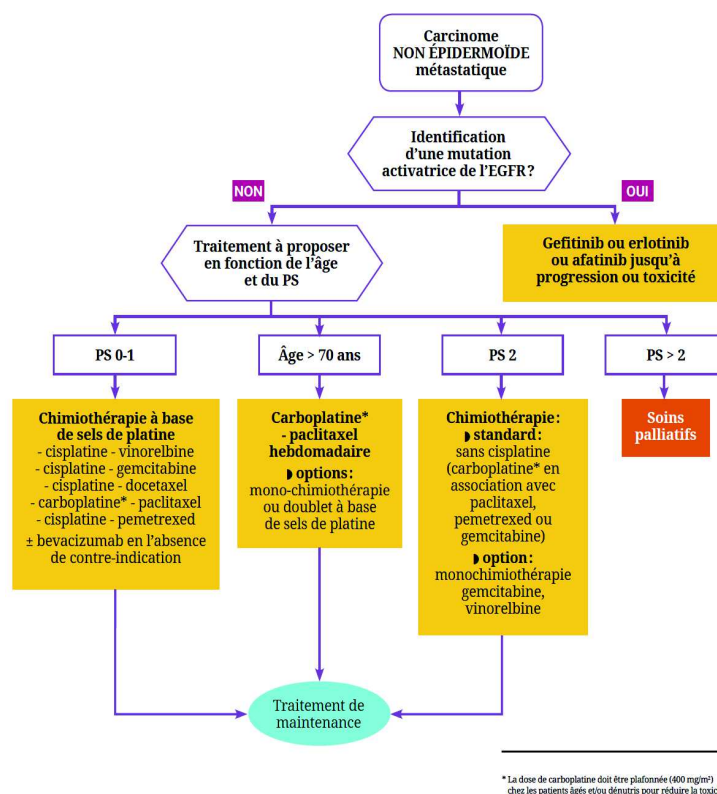 Carcinome
NON ÉPIDERMOÏDE
métastatique
Identification
d'une mutation
activatrice de l'EGFR ?
NON
OUI
Traitement à proposer
en fonction de l'âge
et du PS
Gefitinib ou erlotinib
ou afatinib jusqu'à
progression ou toxicité
PS 0-1
Âge > 70 ans
PS 2
PS > 2
Chimiothérapie à base
de sels de platine
- cisplatine - vinorelbine
- cisplatine - gemcitabine
- cisplatine - docetaxel
- carboplatine* - paclitaxel
- cisplatine - pemetrexed
± bevacizumab en l'absence
de contre-indication
Carboplatine*
- paclitaxel
hebdomadaire
◗ options :
mono-chimiothérapie
ou doublet à base
de sels de platine
Chimiothérapie :
◗ standard :
sans cisplatine
(carboplatine* en
association avec
paclitaxel,
pemetrexed ou
gemcitabine)
◗ option :
monochimiothérapie
gemcitabine,
vinorelbine
Soins
palliatifs
Traitement de
maintenance
* La dose de carboplatine doit être plafonnée (400 mg/m²)
chez les patients âgés et/ou dénutris pour réduire la